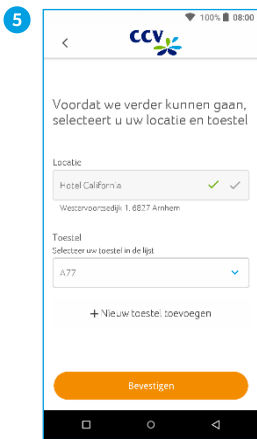 5
100% 08:00
CCV
Voordat we verder kunnen gaan,
selecteert u uw locatie en toestel
Locatie
Hotel California
Westervoortsedijk 1, 6827 Arnhem
Toestel
Selecteer uw toestel in de lijst
A77
+ Nieuw toestel toevoegen
Bevestigen